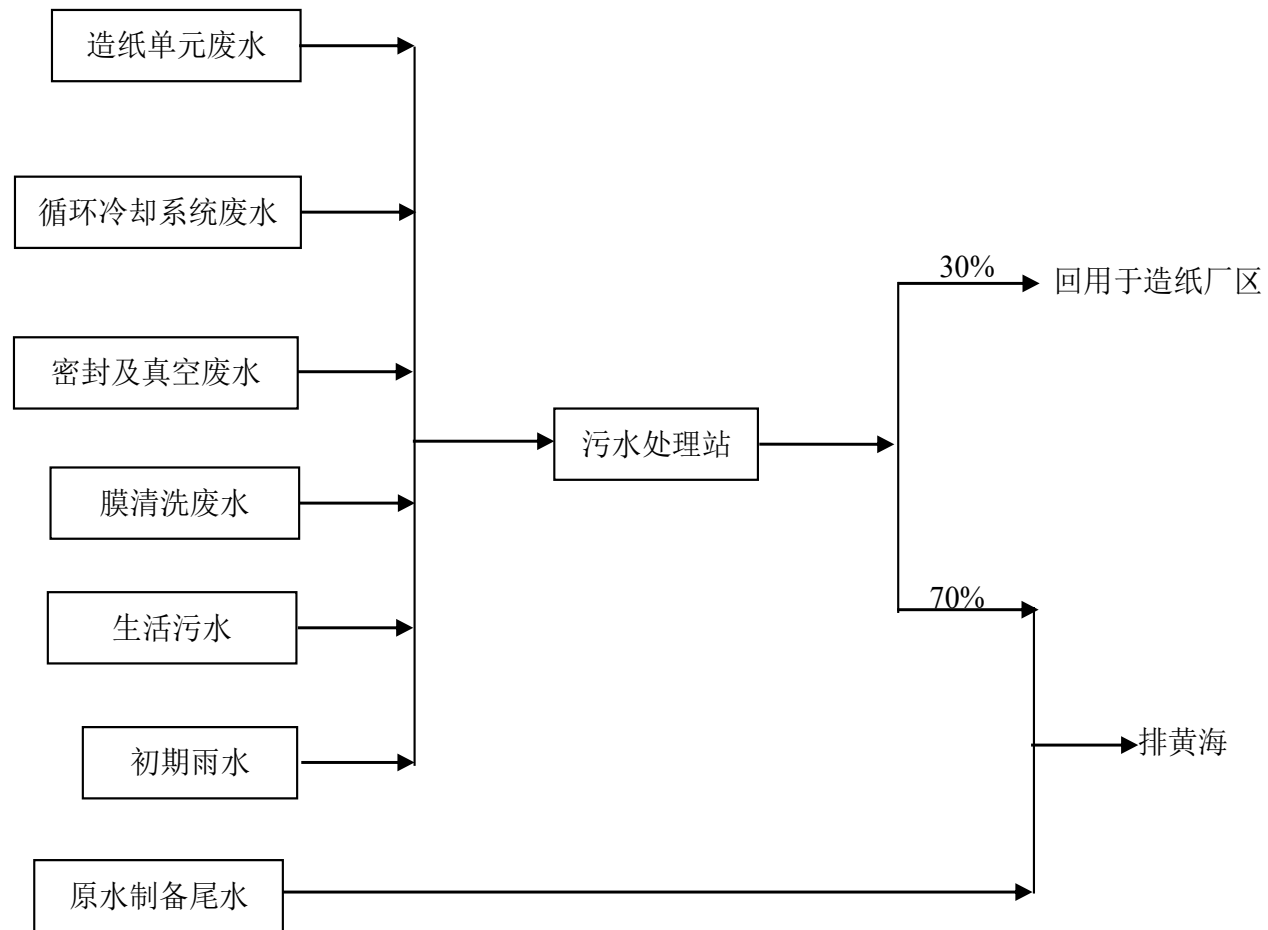 造纸单元废水
循环冷却系统废水
30%
回用于造纸厂区
密封及真空废水
污水处理站
膜清洗废水
70%
生活污水
初期雨水
排黄海
原水制备尾水